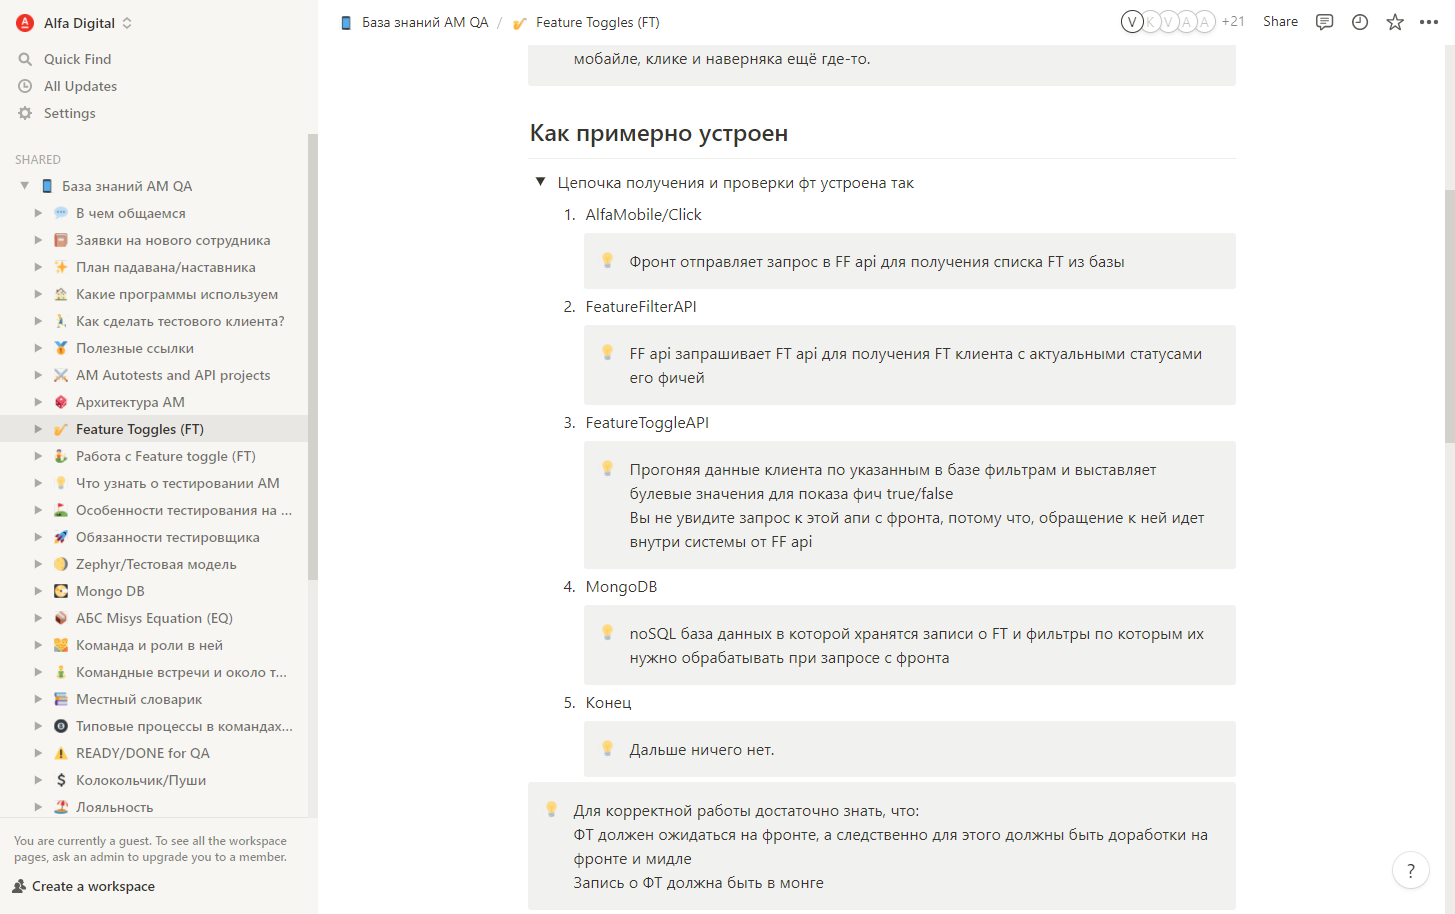 Alfa Digital
Quick Find
All Updates
Settings
SHARED
База знаний AM QA
В чем общаемся
Заявки на нового сотрудника
План падавана/наставника
Какие программы используем
Как сделать тестового клиента?
Полезные ссылки
AM Autotests and API projects
Архитектура АМ
Feature Toggles (FT)
Работа с Feature toggle (FT)
Что узнать о тестировании АМ
Особенности тестирования на ...
Обязанности тестировщика
Zephyr/Тестовая модель
Mongo DB
АБС Misys Equation (EQ)
Команда и роли в ней
Командные встречи и около т...
Местный словарик
Типовые процессы в командах...
READY/DONE for QA
Колокольчик/Пуши
Лояльность
You are currently a guest. To see all the workspace
pages, ask an admin to upgrade you to a member.
Create a workspace
База знаний AM QA / Feature Toggles (FT)
V K V A A +21 Share
мобайле, клике и наверняка ещё где-то.
Как примерно устроен
Цепочка получения и проверки фт устроена так
1. AlfaMobile/Click
Фронт отправляет запрос в FF api для получения списка FT из базы
2. FeatureFilterAPI
FF api запрашивает FT api для получения FT клиента с актуальными статусами
его фичей
3. FeatureToggleAPI
Прогоняя данные клиента по указанным в базе фильтрам и выставляет
булевые значения для показа фич true/false
Вы не увидите запрос к этой апи с фронта, потому что, обращение к ней идет
внутри системы от FF api
4. MongoDB
noSQL база данных в которой хранятся записи о FT и фильтры по которым их
нужно обрабатывать при запросе с фронта
5. Конец
Дальше ничего нет.
Для корректной работы достаточно знать, что:
ФТ должен ожидаться на фронте, а следственно для этого должны быть доработки на
фронте и мидле
Запись о ФТ должна быть в монге
?